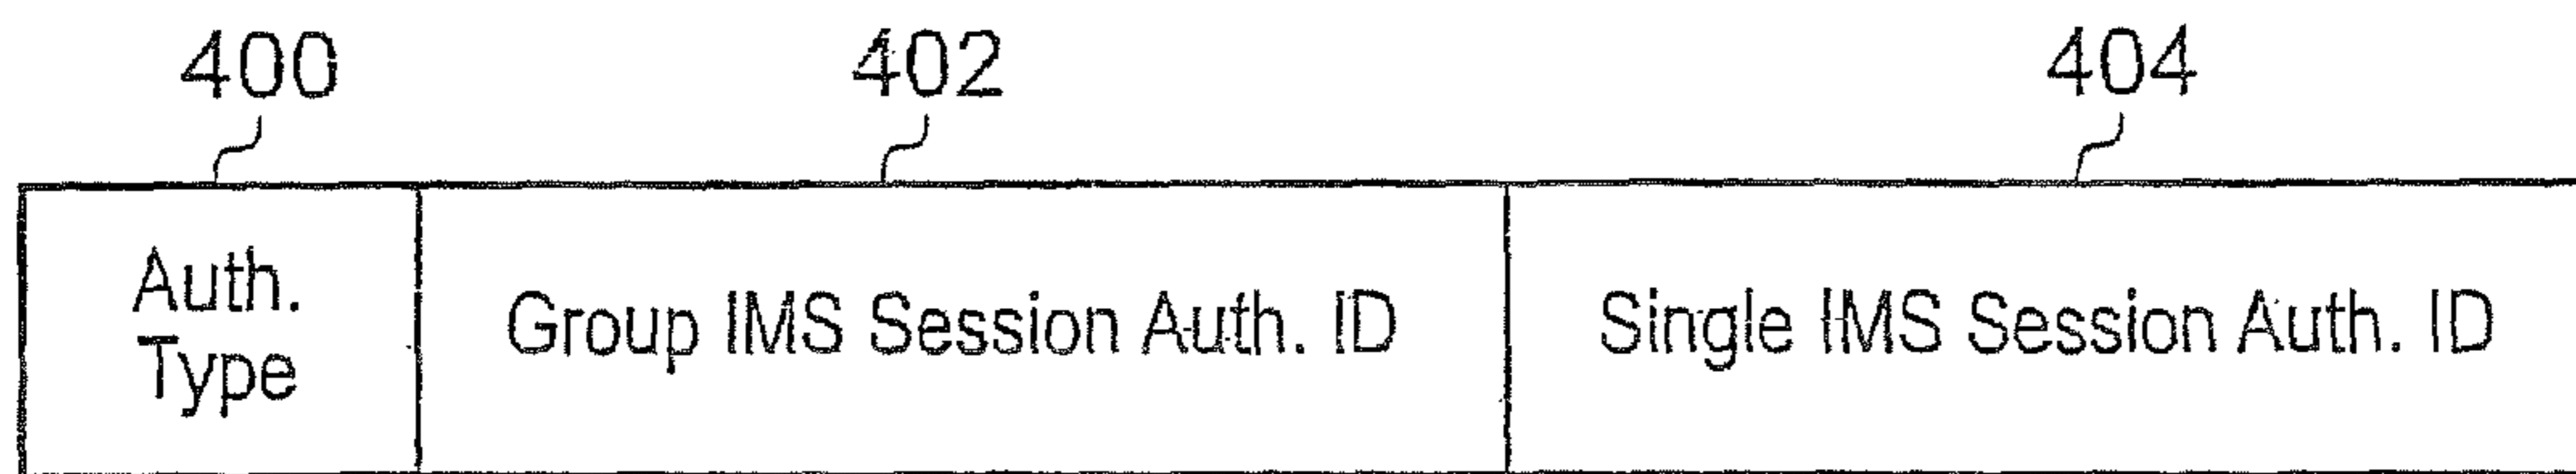 400 402 404
Auth.
Type
Group IMS Session Auth. ID
Single IMS Session Auth. ID